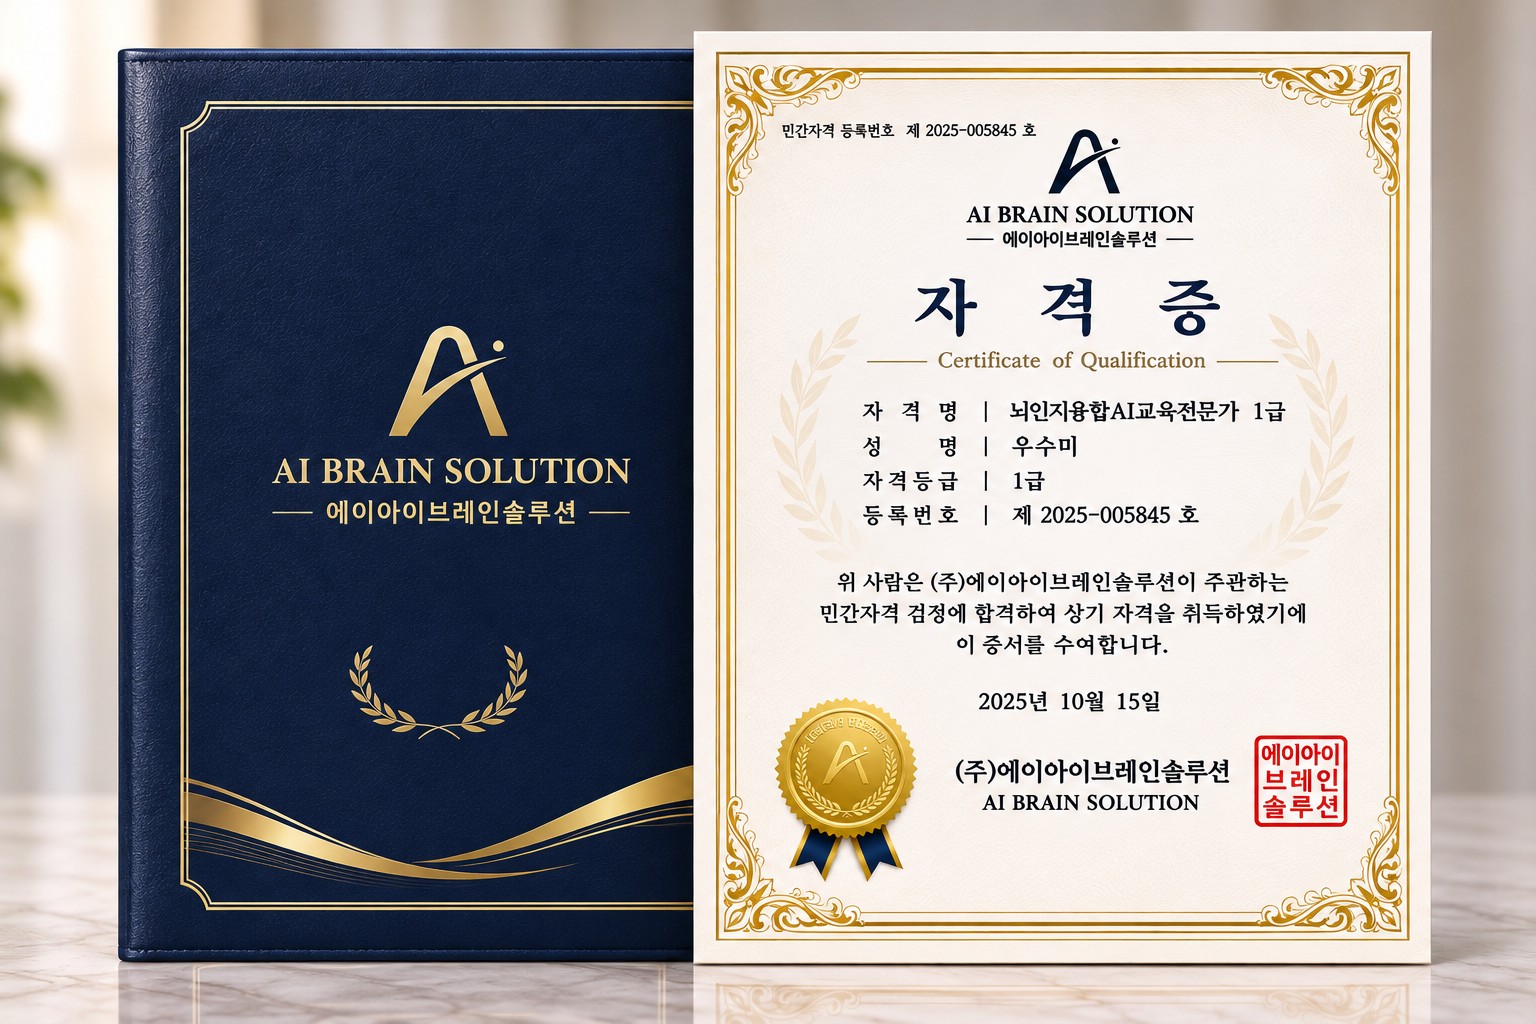 AI BRAIN SOLUTION
에이아이브레인솔루션
민간자격 등록번호 제 2025-005845 호
AI BRAIN SOLUTION
에이아이브레인솔루션
자 격 증
Certificate of Qualification
자 격 명 | 뇌인지융합AI교육전문가 1급
성 명 | 우수미
자격등급 | 1급
등록번호 | 제 2025-005845 호
위 사람은 (주)에이아이브레인솔루션이 주관하는
민간자격 검정에 합격하여 상기 자격을 취득하였기에
이 증서를 수여합니다.
2025년 10월 15일
(주)에이아이브레인솔루션
AI BRAIN SOLUTION
에이아이
브레인
솔루션